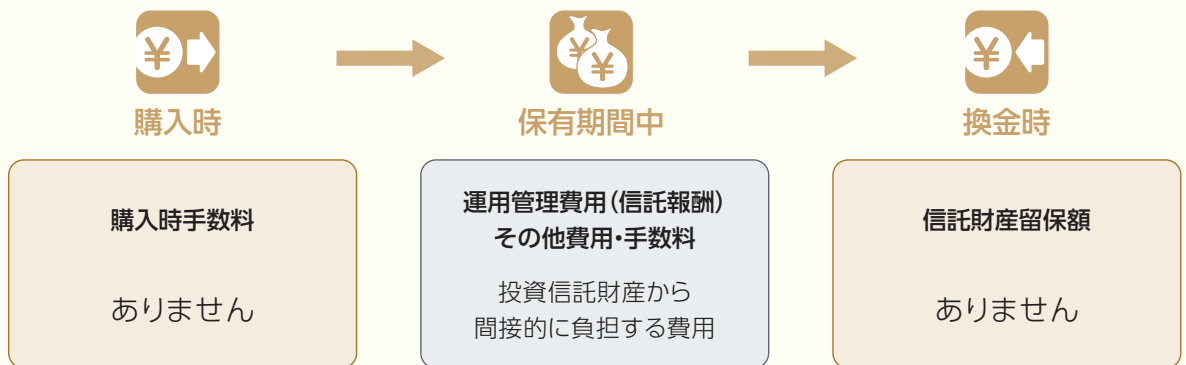 購入時
保有期間中
換金時
購入時手数料
ありません
運用管理費用(信託報酬)
その他費用・手数料
投資信託財産から
間接的に負担する費用
信託財産留保額
ありません